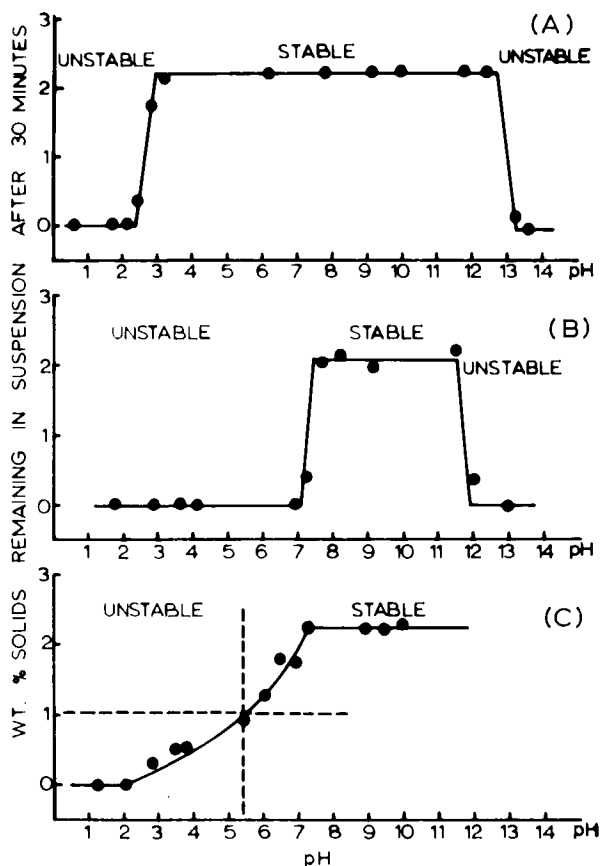 WT. % SOLIDS REMAINING IN SUSPENSION AFTER 30 MINUTES
(A)
UNSTABLE
STABLE
UNSTABLE
3
2
1
0
1 2 3 4 5 6 7 8 9 10 11 12 13 14 pH
(B)
UNSTABLE
STABLE
UNSTABLE
3
2
1
0
1 2 3 4 5 6 7 8 9 10 11 12 13 14 pH
(C)
UNSTABLE
STABLE
3
2
1
0
1 2 3 4 5 6 7 8 9 10 11 12 13 14 pH
pH